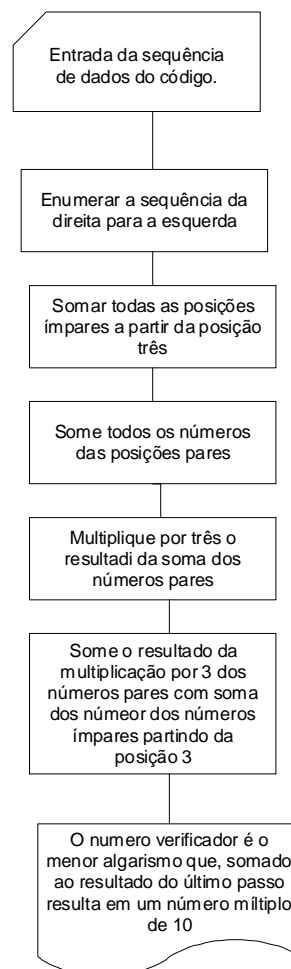 Entrada da sequência
de dados do código.
Enumerar a sequência da
direita para a esquerda
Somar todas as posições
ímpares a partir da posição
três
Some todos os números
das posições pares
Multiplique por três o
resultadi da soma dos
números pares
Some o resultado da
multiplicação por 3 dos
números pares com soma
dos númeor dos números
ímpares partindo da
posição 3
O numero verificador é o
menor algarismo que, somado
ao resultado do último passo
resulta em um número míltiplo
de 10